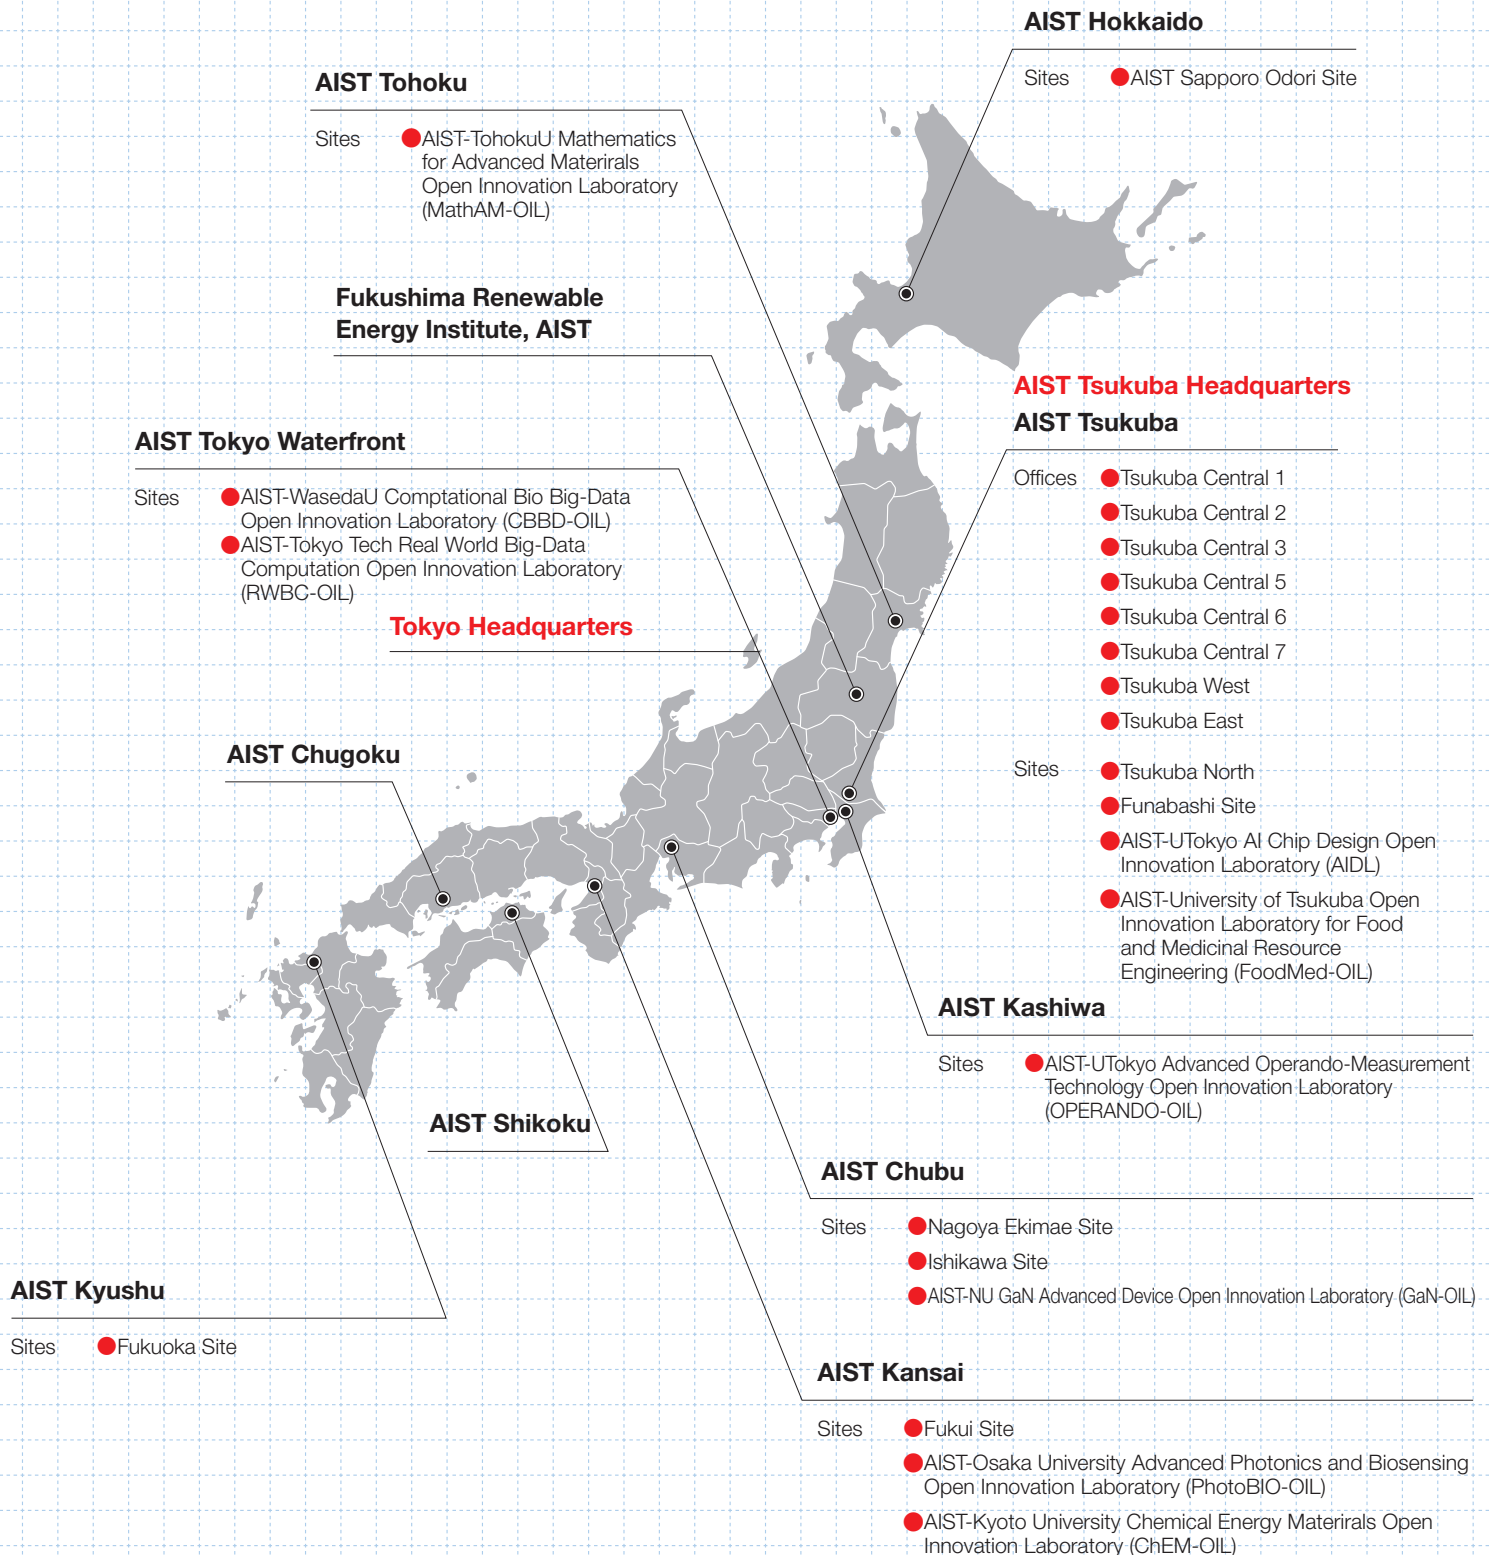 AIST Hokkaido
Sites ●AIST Sapporo Odori Site
AIST Tohoku
Sites ●AIST-TohokuU Mathematics
for Advanced Materirals
Open Innovation Laboratory
(MathAM-OIL)
Fukushima Renewable
Energy Institute, AIST
AIST Tokyo Waterfront
Sites ●AIST-WasedaU Comptational Bio Big-Data
Open Innovation Laboratory (CBBD-OIL)
●AIST-Tokyo Tech Real World Big-Data
Computation Open Innovation Laboratory
(RWBC-OIL)
Tokyo Headquarters
AIST Tsukuba Headquarters
AIST Tsukuba
Offices ●Tsukuba Central 1
●Tsukuba Central 2
●Tsukuba Central 3
●Tsukuba Central 5
●Tsukuba Central 6
●Tsukuba Central 7
●Tsukuba West
●Tsukuba East
Sites ●Tsukuba North
●Funabashi Site
●AIST-UTokyo AI Chip Design Open
Innovation Laboratory (AIDL)
●AIST-University of Tsukuba Open
Innovation Laboratory for Food
and Medicinal Resource
Engineering (FoodMed-OIL)
AIST Chugoku
AIST Kashiwa
Sites ●AIST-UTokyo Advanced Operando-Measurement
Technology Open Innovation Laboratory
(OPERANDO-OIL)
AIST Shikoku
AIST Chubu
Sites ●Nagoya Ekimae Site
●Ishikawa Site
●AIST-NU GaN Advanced Device Open Innovation Laboratory (GaN-OIL)
AIST Kyushu
Sites ●Fukuoka Site
AIST Kansai
Sites ●Fukui Site
●AIST-Osaka University Advanced Photonics and Biosensing
Open Innovation Laboratory (PhotoBIO-OIL)
●AIST-Kyoto University Chemical Energy Materirals Open
Innovation Laboratory (ChEM-OIL)